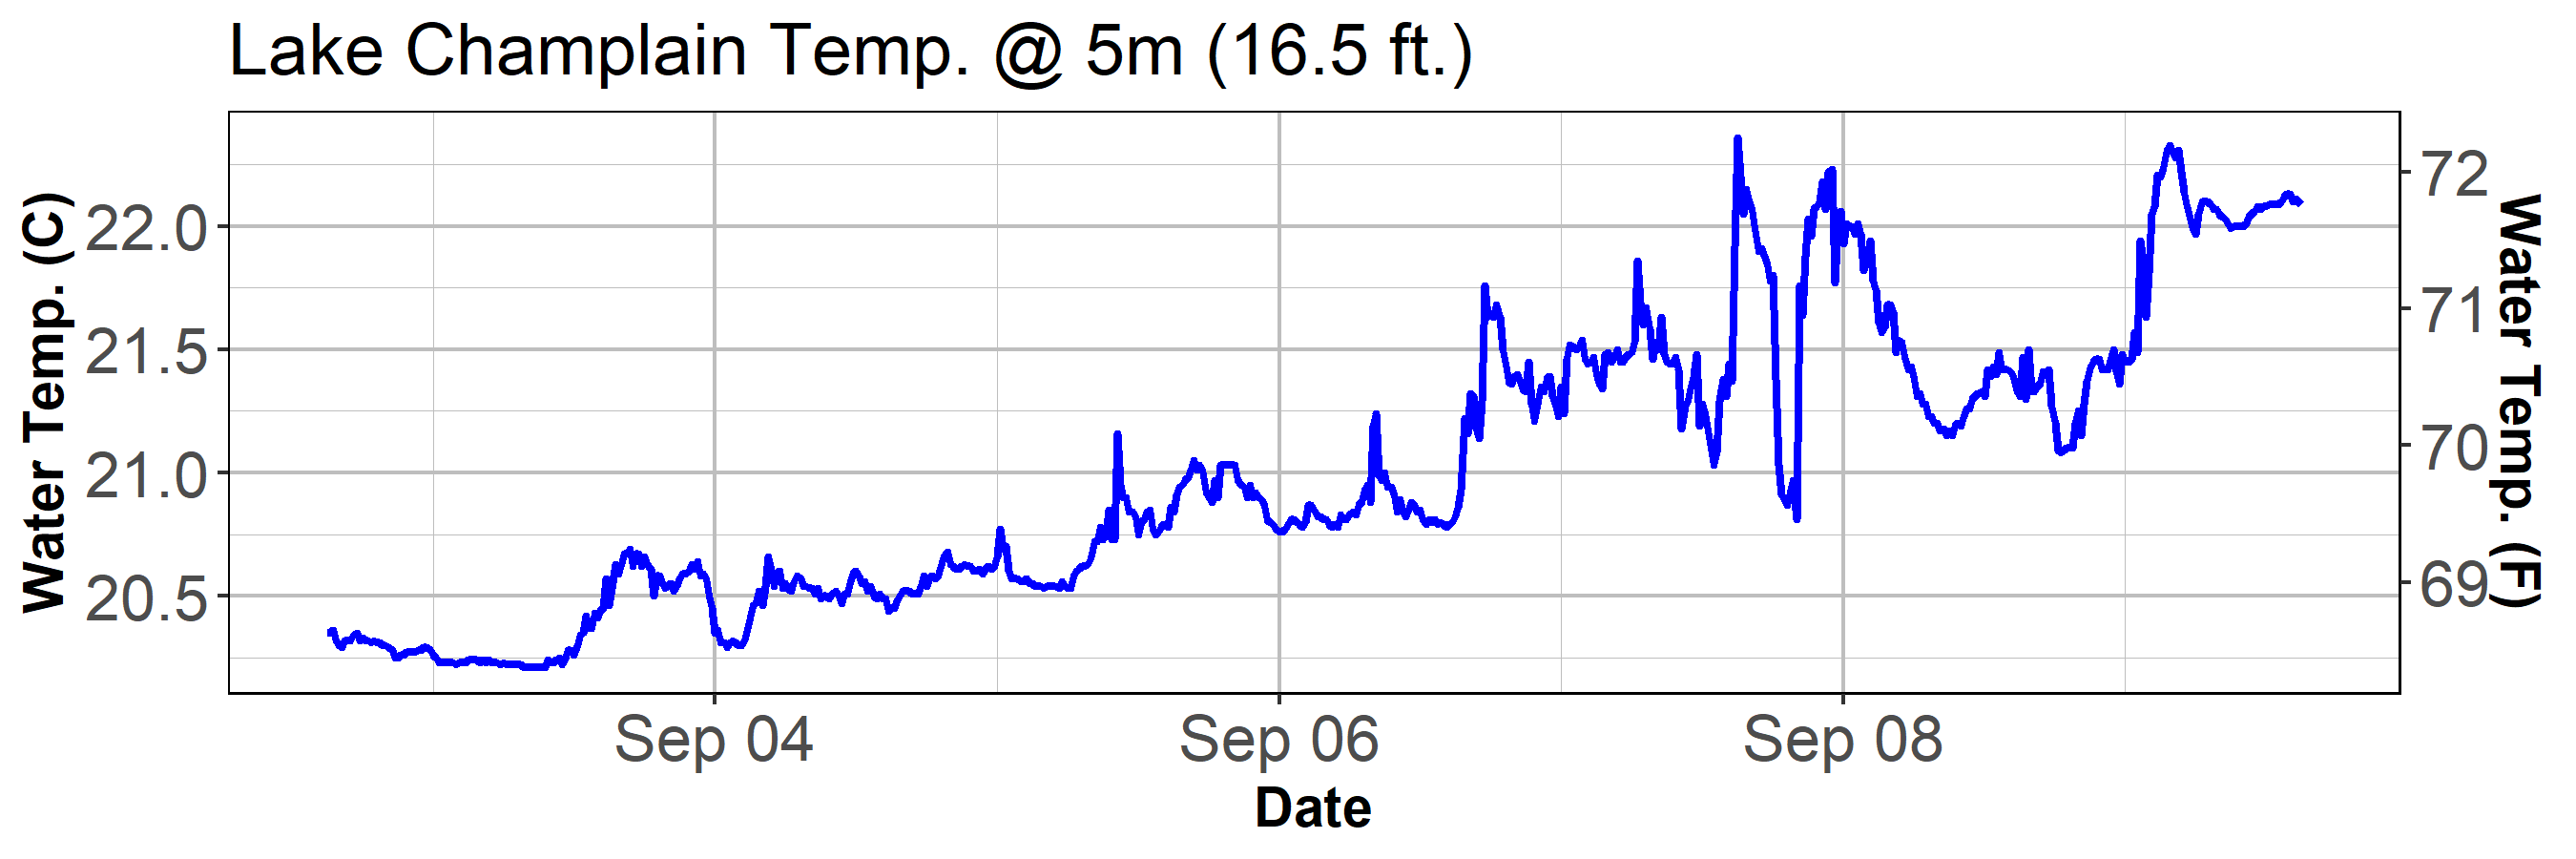 Lake Champlain Temp. @ 5m (16.5 ft.)
Water Temp. (C)
22.0
21.5
21.0
20.5
72
71
70
69
Water Temp. (F)
Sep 04
Sep 06
Sep 08
Date